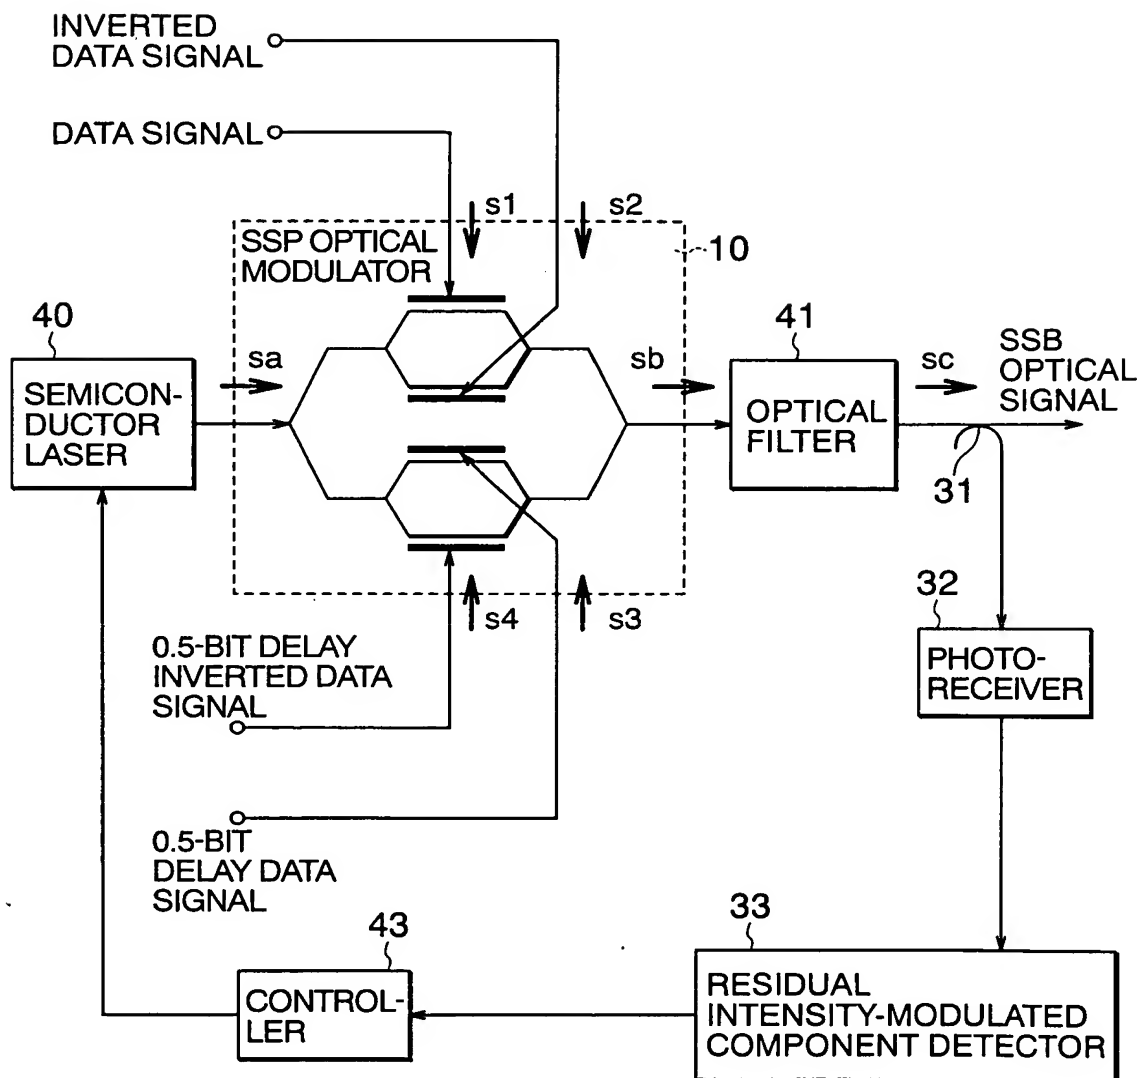 INVERTED
DATA SIGNAL
DATA SIGNAL
s1
s2
SSP OPTICAL
MODULATOR
10
40
41
sa
sb
sc
SSB
OPTICAL
SIGNAL
SEMICON-
DUCTOR
LASER
OPTICAL
FILTER
31
s4
s3
32
0.5-BIT DELAY
INVERTED DATA
SIGNAL
PHOTO-
RECEIVER
0.5-BIT
DELAY DATA
SIGNAL
33
43
CONTROL-
LER
RESIDUAL
INTENSITY-MODULATED
COMPONENT DETECTOR